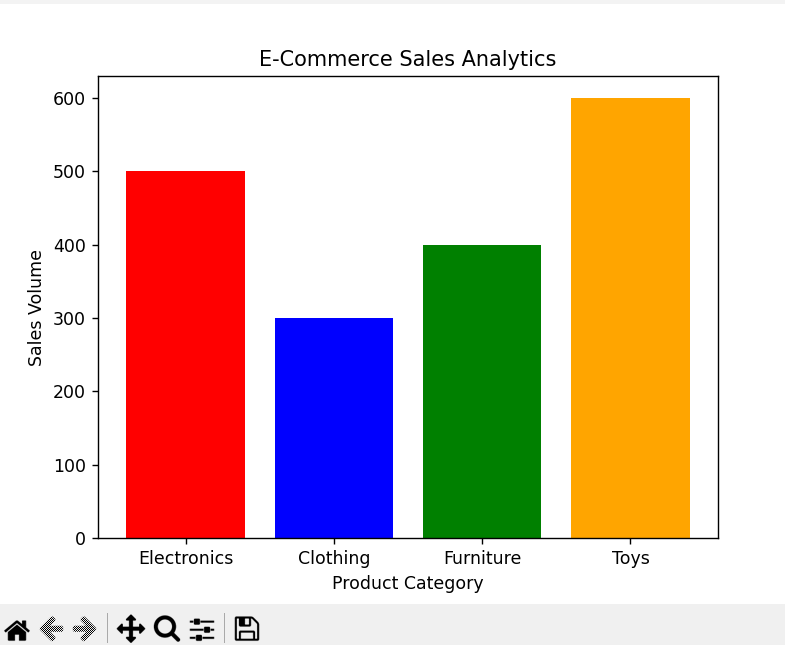 E-Commerce Sales Analytics
600
500
400
300
200
100
0
Sales Volume
Electronics Clothing Furniture Toys
Product Category